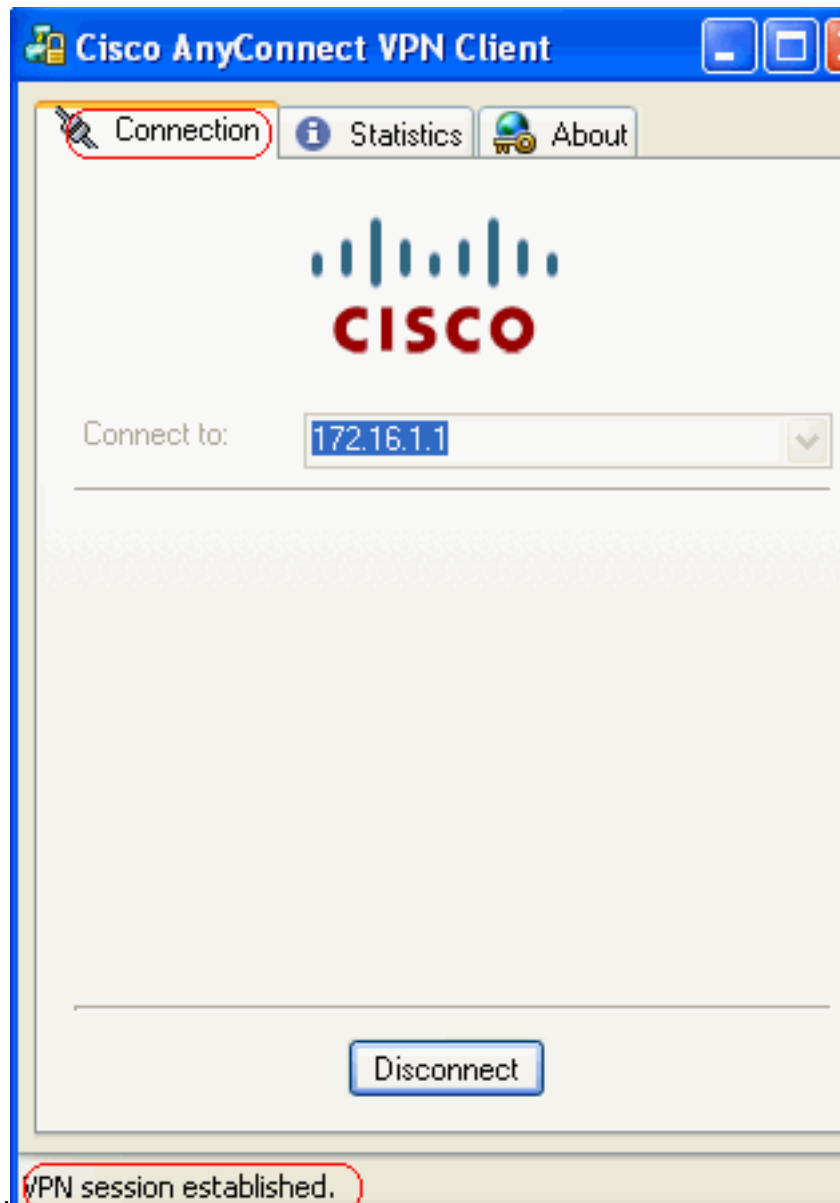 Cisco AnyConnect VPN Client
Connection
Statistics
About
CISCO
Connect to:
172.16.1.1
Disconnect
VPN session established.